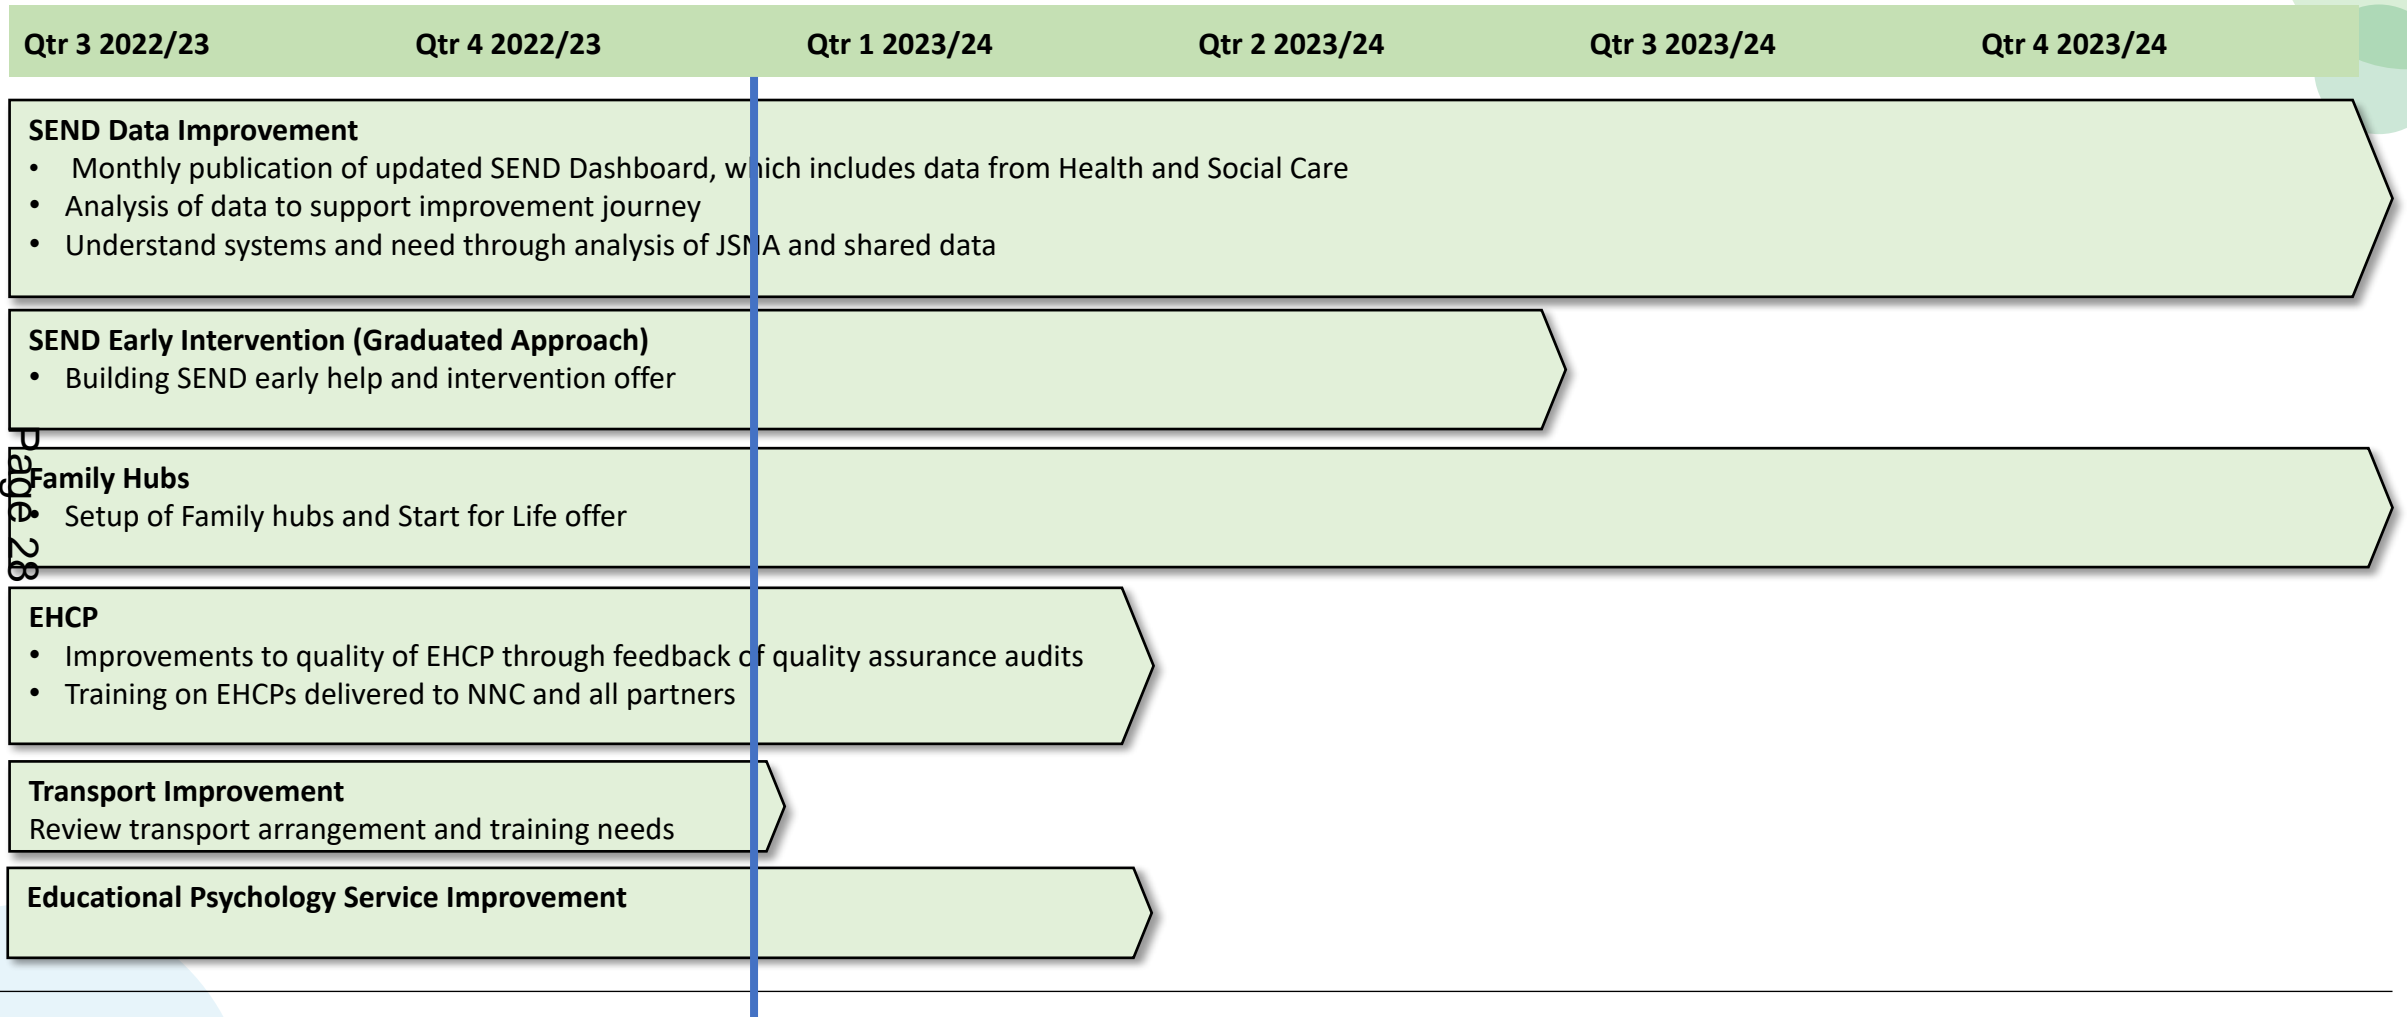 Qtr 3 2022/23 Qtr 4 2022/23 Qtr 1 2023/24 Qtr 2 2023/24 Qtr 3 2023/24 Qtr 4 2023/24
SEND Data Improvement
• Monthly publication of updated SEND Dashboard, which includes data from Health and Social Care
• Analysis of data to support improvement journey
• Understand systems and need through analysis of JSNA and shared data
SEND Early Intervention (Graduated Approach)
• Building SEND early help and intervention offer
Family Hubs
• Setup of Family hubs and Start for Life offer
Page 28
EHCP
• Improvements to quality of EHCP through feedback of quality assurance audits
• Training on EHCPs delivered to NNC and all partners
Transport Improvement
Review transport arrangement and training needs
Educational Psychology Service Improvement